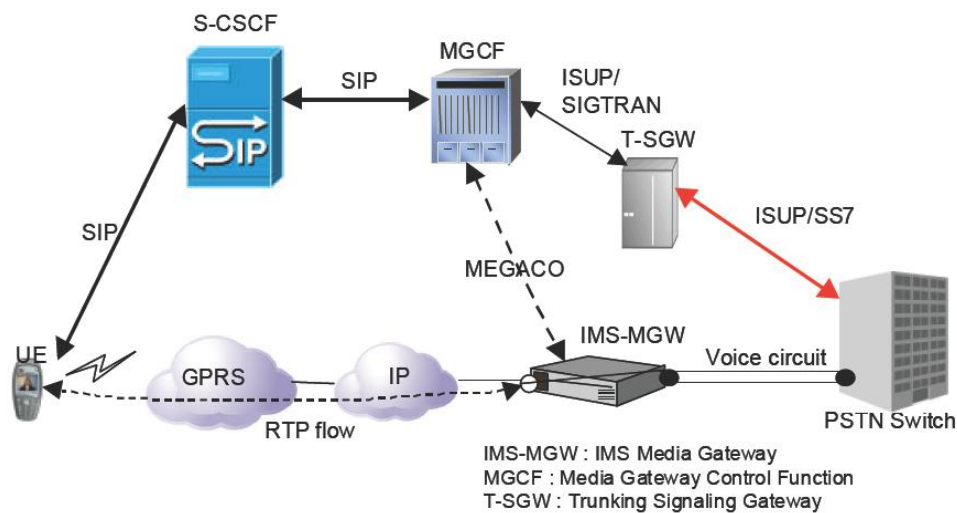 S-CSCF
MGCF
SIP
ISUP/
SIGTRAN
T-SGW
SIP
ISUP/SS7
SIP
MEGACO
IMS-MGW
UE
GPRS
IP
Voice circuit
RTP flow
PSTN Switch
IMS-MGW : IMS Media Gateway
MGCF : Media Gateway Control Function
T-SGW : Trunking Signaling Gateway